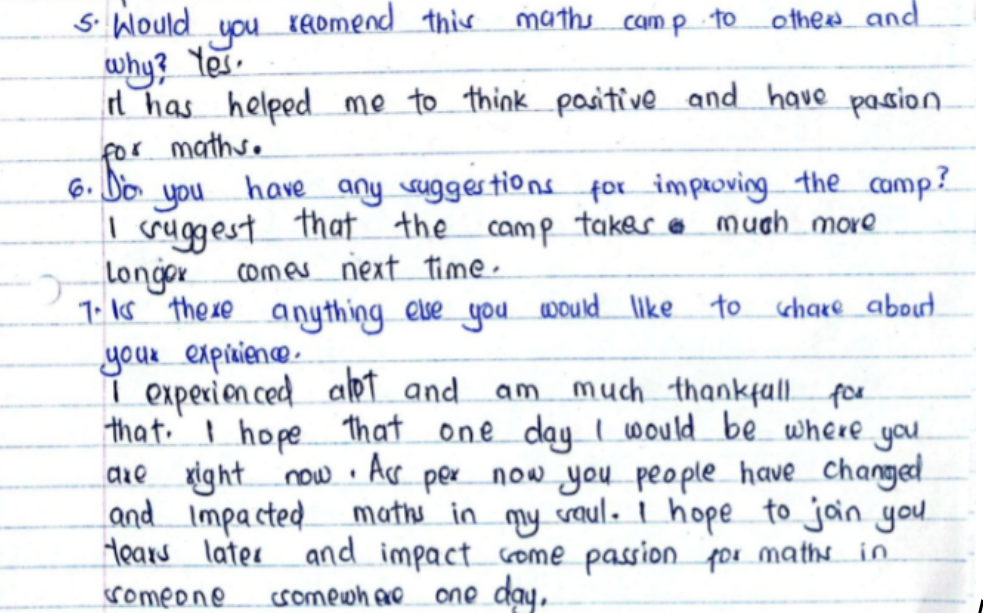 5. Would you recomend this maths camp to others and
why? Yes.
It has helped me to think positive and have passion
for maths.
6. Do you have any suggestions for improving the camp?
I suggest that the camp takes a much more
Longer comes next time.
7. Is there anything else you would like to share about
your expirience.
I experienced alot and am much thankfull for
that. I hope that one day I would be where you
are right now. As per now you people have changed
and impacted maths in my soul. I hope to join you
Years later and impact some passion for maths in
someone somewhere one day.